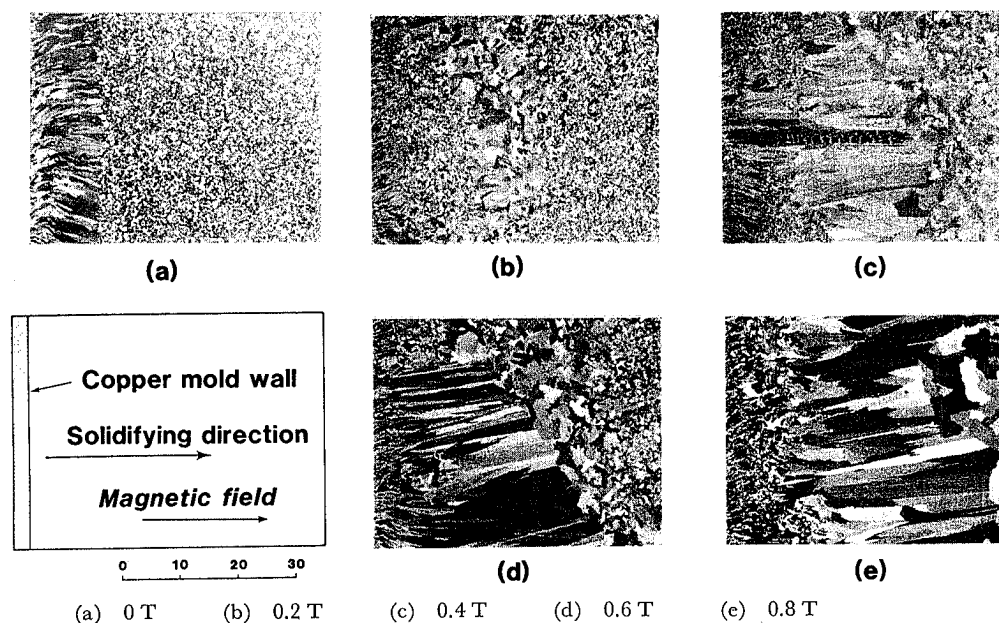 (a)
(b)
(c)
Copper mold wall
Solidifying direction
Magnetic field
0 10 20 30
(d)
(e)
(a) 0 T (b) 0.2 T (c) 0.4 T (d) 0.6 T (e) 0.8 T